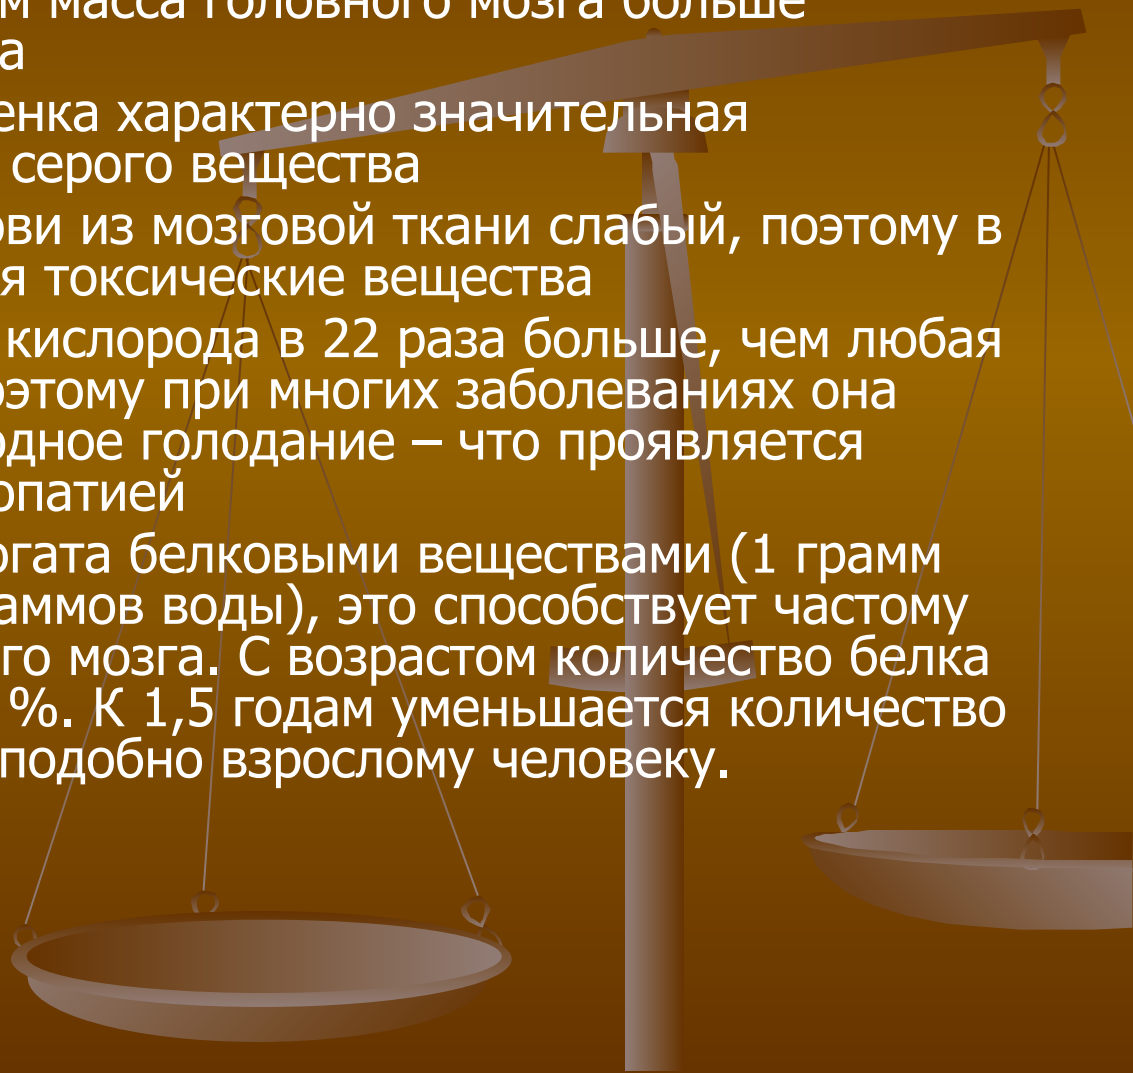 м масса головного мозга больше
а
енка характерно значительная
серого вещества
ови из мозговой ткани слабый, поэтому в
я токсические вещества
кислорода в 22 раза больше, чем любая
оэтому при многих заболеваниях она
одное голодание – что проявляется
опатией
огата белковыми веществами (1 грамм
аммов воды), это способствует частому
го мозга. С возрастом количество белка
%. К 1,5 годам уменьшается количество
подобно взрослому человеку.